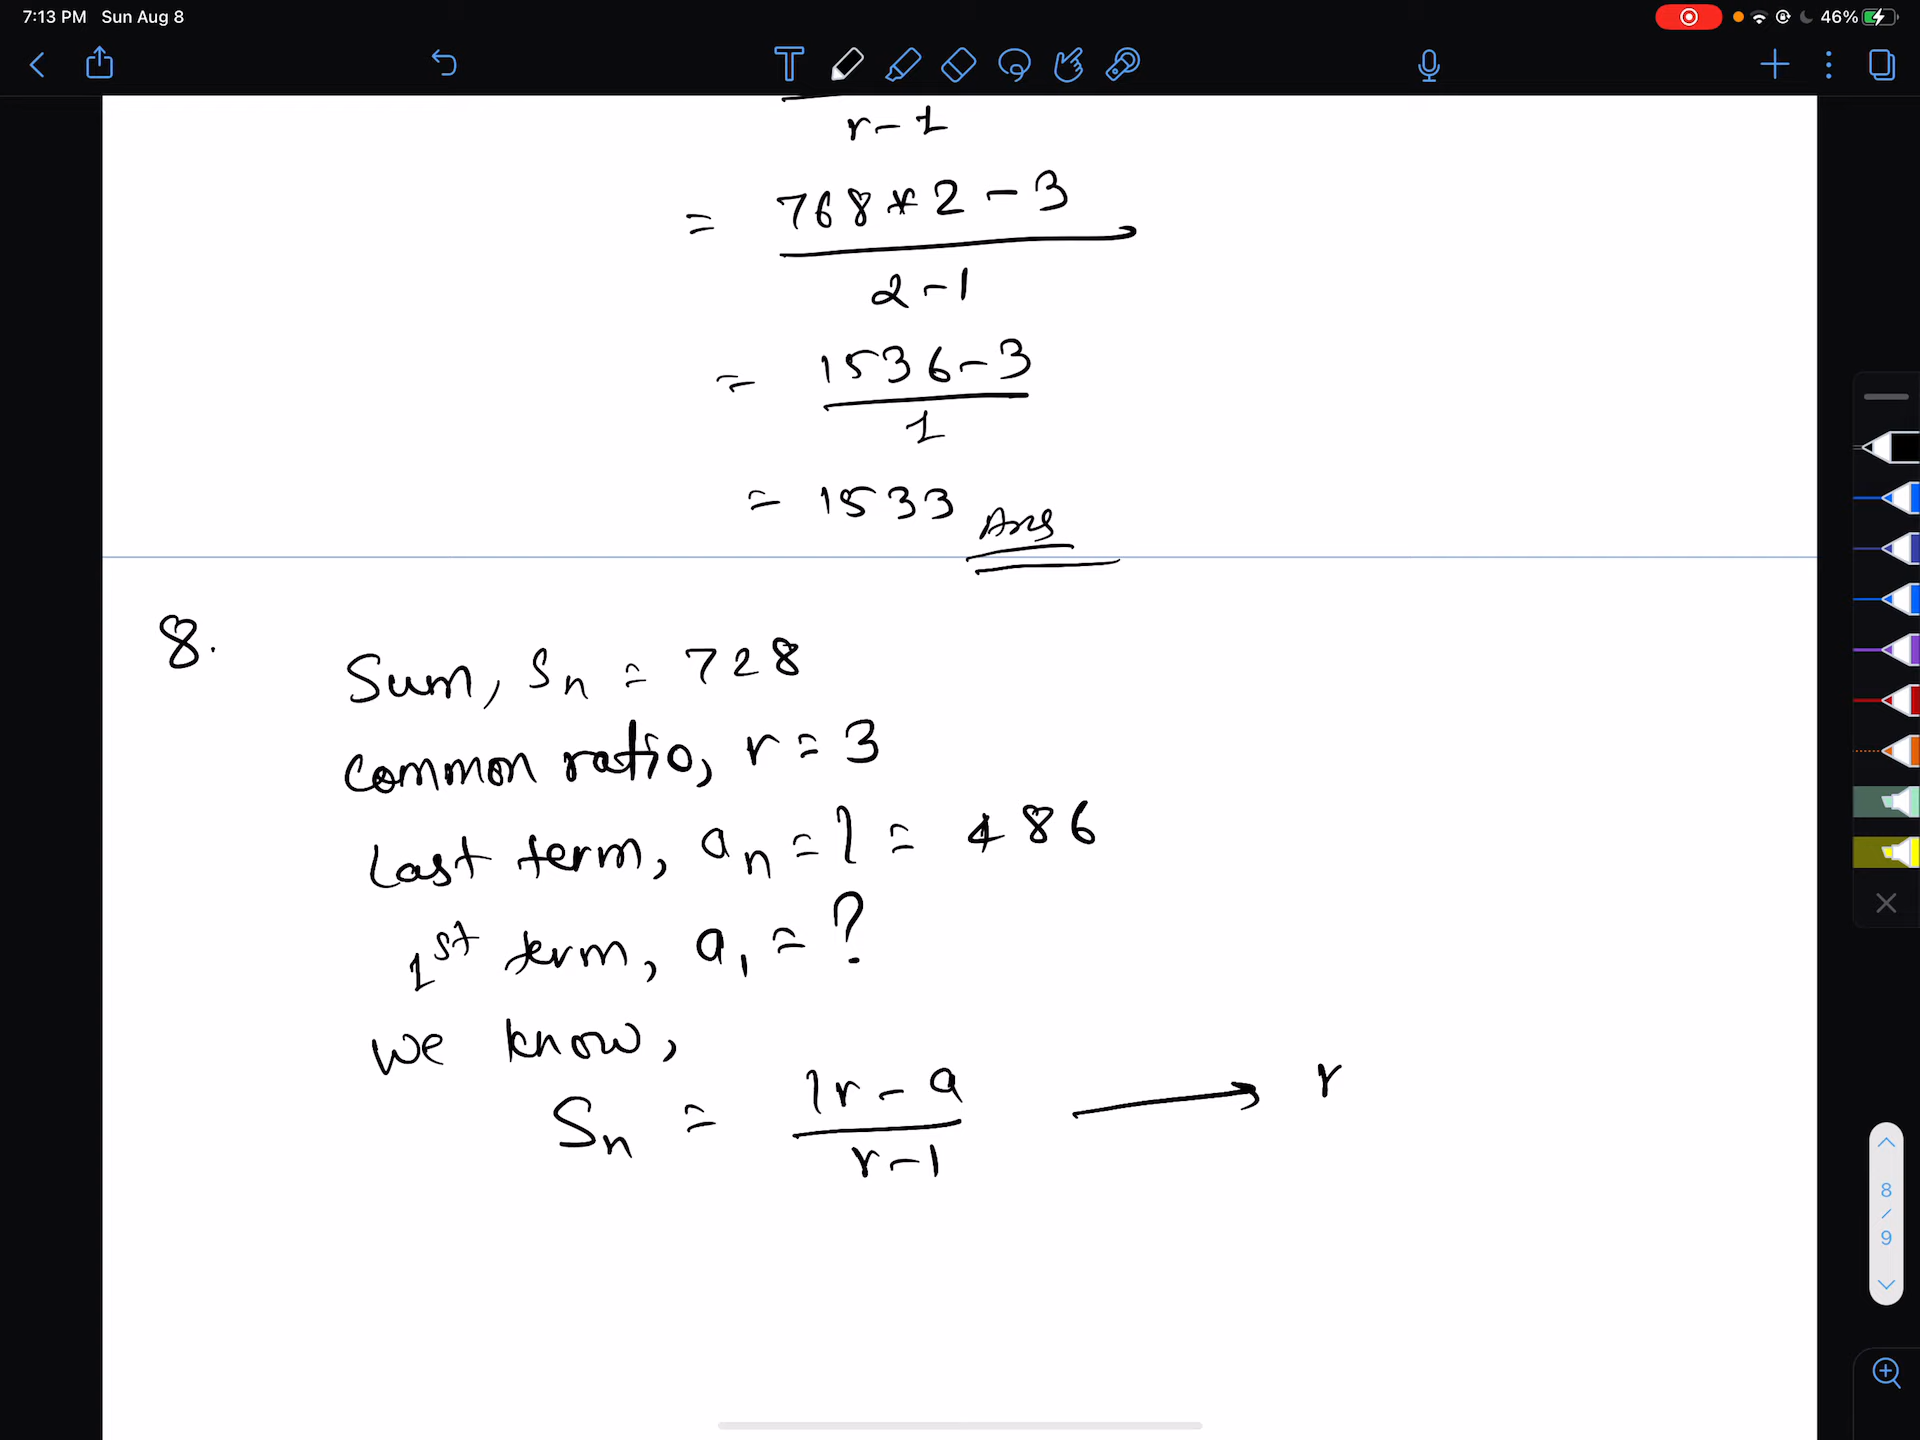 7:13 PM Sun Aug 8
46%
r-1
= 768*2-3
2-1
= 1536-3
1
= 1533 Ans
8.
Sum, Sn = 728
common ratio, r = 3
Last term, an = l = 486
1st term, a1 = ?
we know,
Sn = lr-a r
r-1
8
/
9